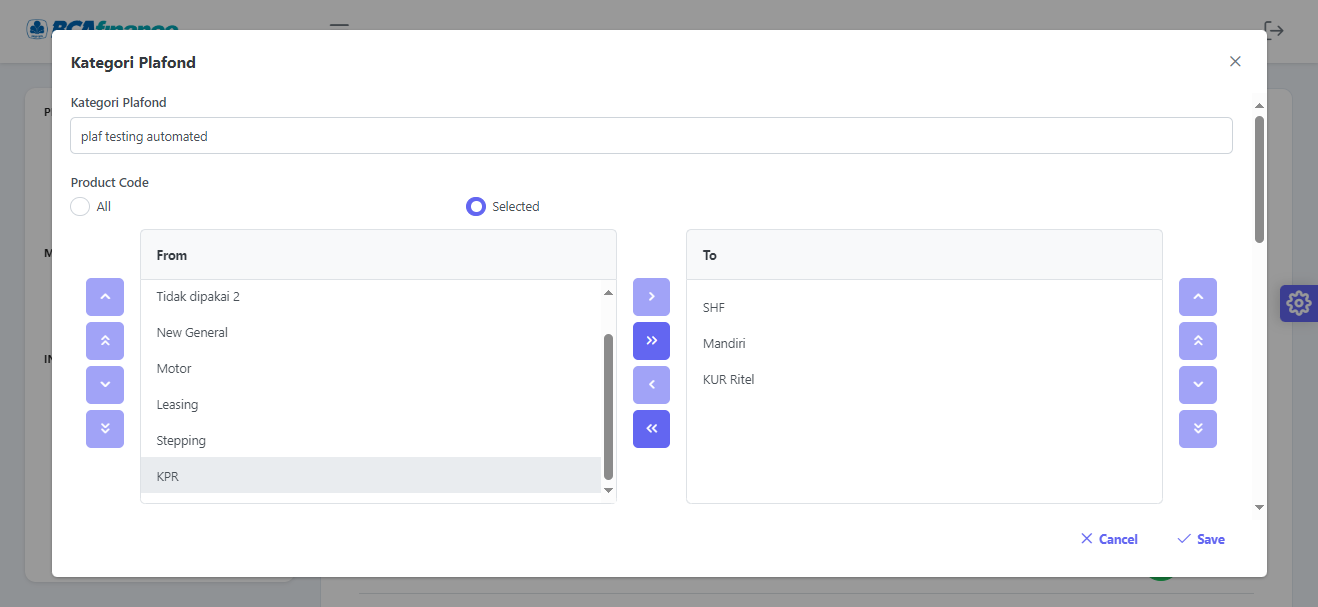 BCAfinance
Kategori Plafond
Kategori Plafond
plaf testing automated
Product Code
All
Selected
From
To
Tidak dipakai 2
New General
Motor
Leasing
Stepping
KPR
SHF
Mandiri
KUR Ritel
Cancel
Save